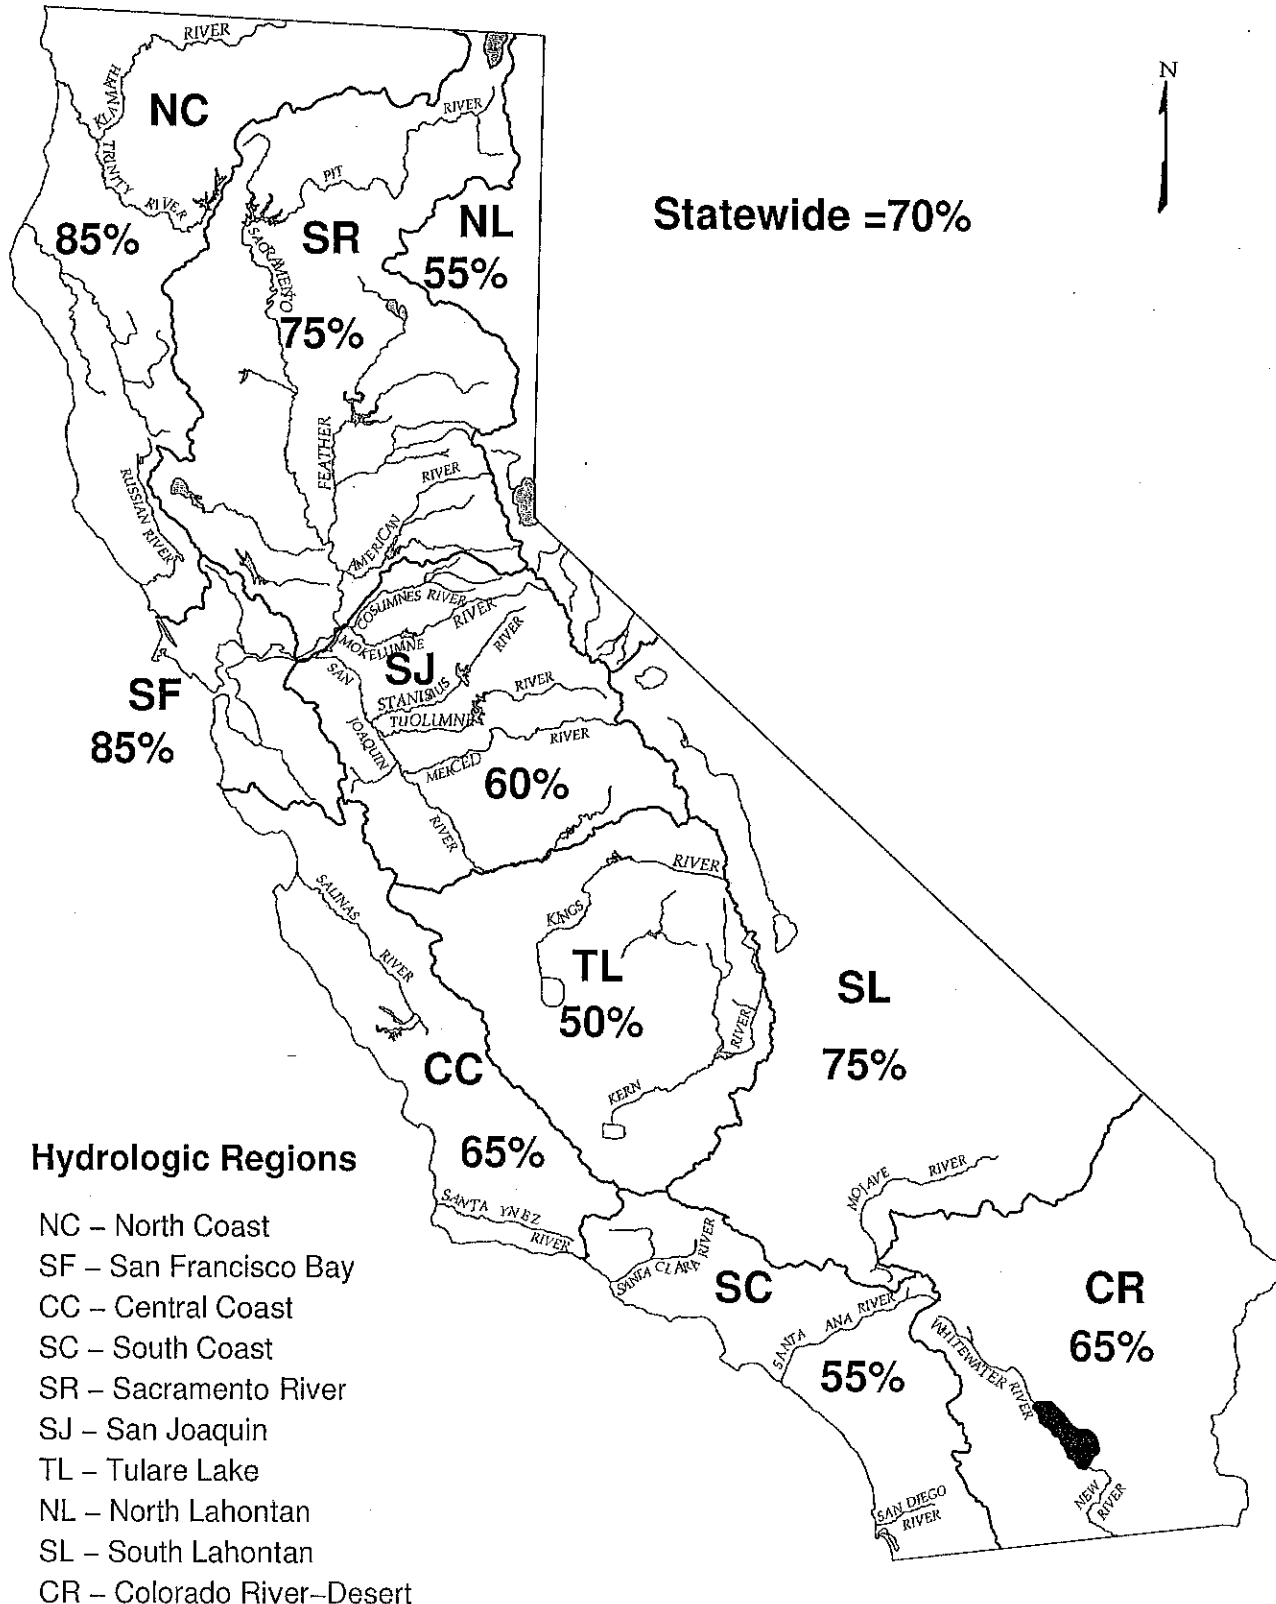 RIVER
KLAMATH
NC
RIVER
N
TRINITY
RIVER
PIT
85%
SR
NL
Statewide =70%
SACRAMENTO
55%
75%
FEATHER
RIVER
RUSSIAN RIVER
AMERICAN
COSUMNES RIVER
MOKELUMNE
RIVER
RIVER
SJ
SAN
SF
STANISLAUS
RIVER
TUOLUMNE
JOAQUIN
RIVER
85%
MERCED
60%
RIVER
RIVER
SALINAS
KINGS
RIVER
TL
SL
50%
RIVER
CC
75%
KERN
65%
Hydrologic Regions
MOJAVE
RIVER
SANTA YNEZ
RIVER
NC – North Coast
RIVER
SF – San Francisco Bay
SANTA CLARA
SC
CR
CC – Central Coast
SANTA ANA RIVER
WHITEWATER RIVER
65%
SC – South Coast
55%
SR – Sacramento River
SJ – San Joaquin
TL – Tulare Lake
NEW
RIVER
SAN DIEGO
RIVER
NL – North Lahontan
SL – South Lahontan
CR – Colorado River–Desert